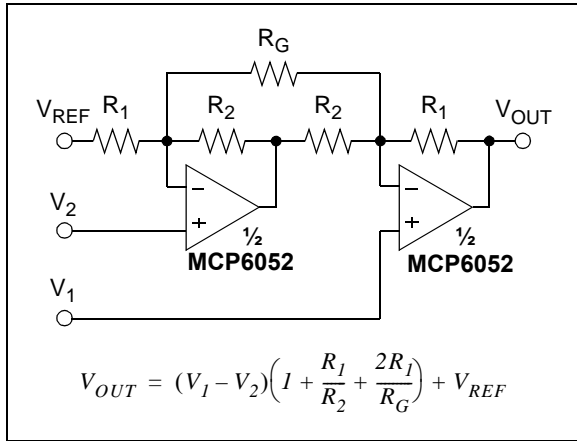 R_G
V_REF R_1 R_2 R_2 R_1 V_OUT
− −
V_2 + +
½ ½
MCP6052 MCP6052
V_1
V_OUT = (V_1 – V_2)(1 + R_1/R_2 + 2R_1/R_G) + V_REF